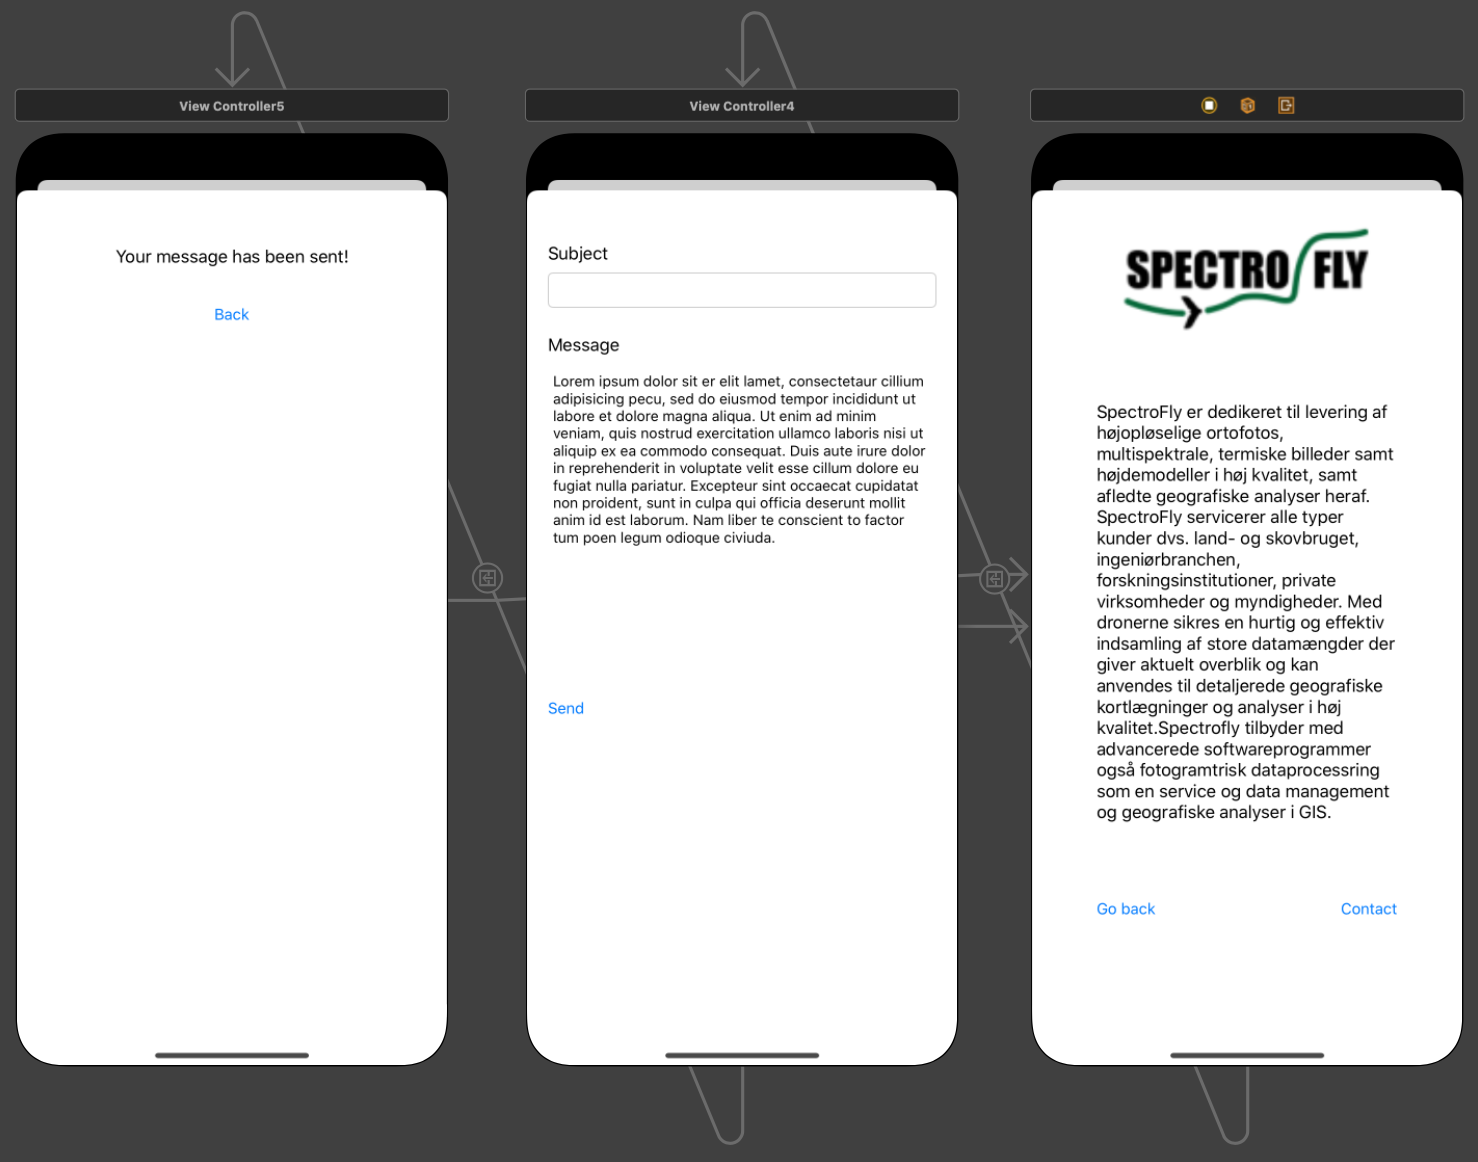 View Controller5
Your message has been sent!
Back
View Controller4
Subject
Message
Lorem ipsum dolor sit er elit lamet, consectetaur cillium
adipisicing pecu, sed do eiusmod tempor incididunt ut
labore et dolore magna aliqua. Ut enim ad minim
veniam, quis nostrud exercitation ullamco laboris nisi ut
aliquip ex ea commodo consequat. Duis aute irure dolor
in reprehenderit in voluptate velit esse cillum dolore eu
fugiat nulla pariatur. Excepteur sint occaecat cupidatat
non proident, sunt in culpa qui officia deserunt mollit
anim id est laborum. Nam liber te conscient to factor
tum poen legum odioque civiuda.
Send
SPECTRO FLY
SpectroFly er dedikeret til levering af
højopløselige ortofotos,
multispektrale, termiske billeder samt
højdemodeller i høj kvalitet, samt
afledte geografiske analyser heraf.
SpectroFly servicerer alle typer
kunder dvs. land- og skovbruget,
ingeniørbranchen,
forskningsinstitutioner, private
virksomheder og myndigheder. Med
dronerne sikres en hurtig og effektiv
indsamling af store datamængder der
giver aktuelt overblik og kan
anvendes til detaljerede geografiske
kortlægninger og analyser i høj
kvalitet.Spectrofly tilbyder med
advancerede softwareprogrammer
også fotogramtrisk dataprocessring
som en service og data management
og geografiske analyser i GIS.
Go back
Contact